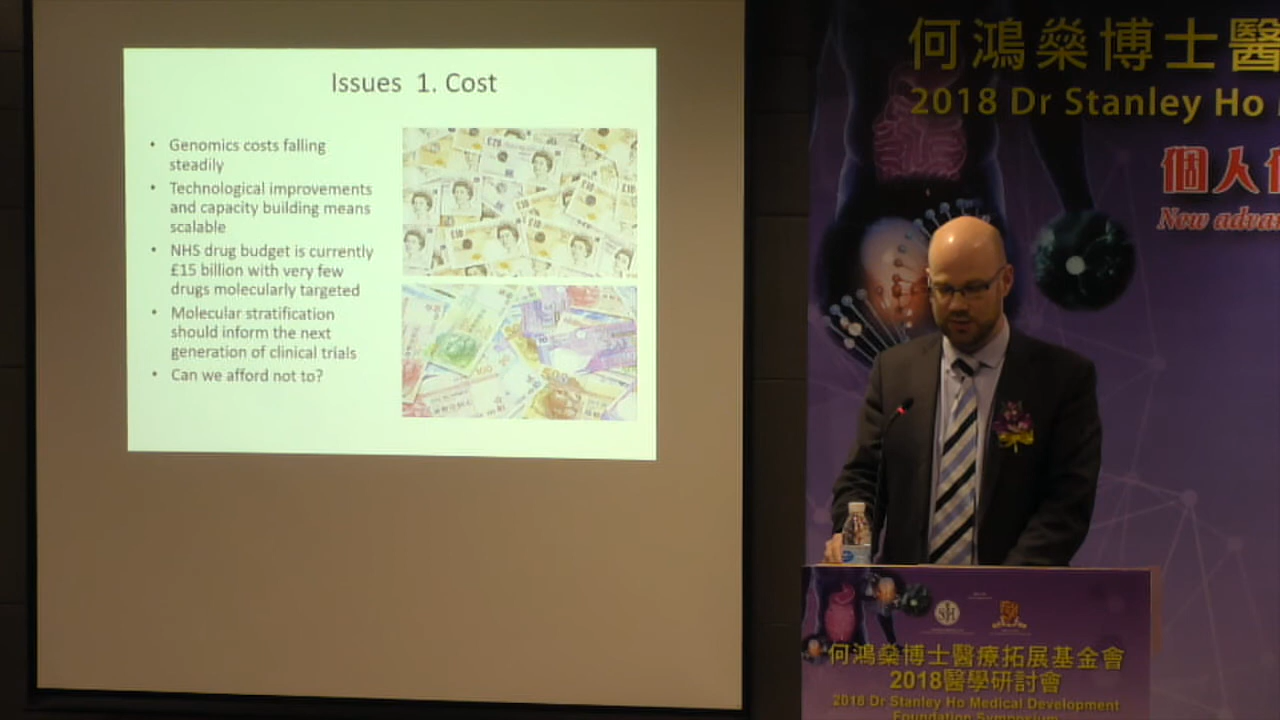 Issues 1. Cost
• Genomics costs falling
steadily
• Technological improvements
and capacity building means
scalable
• NHS drug budget is currently
£15 billion with very few
drugs molecularly targeted
• Molecular stratification
should inform the next
generation of clinical trials
• Can we afford not to?
何鴻燊博士醫
2018 Dr Stanley Ho
個人
New
何鴻燊博士醫療拓展基金會
2018醫學研討會
2018 Dr Stanley Ho Medical Development
Foundation Symposium